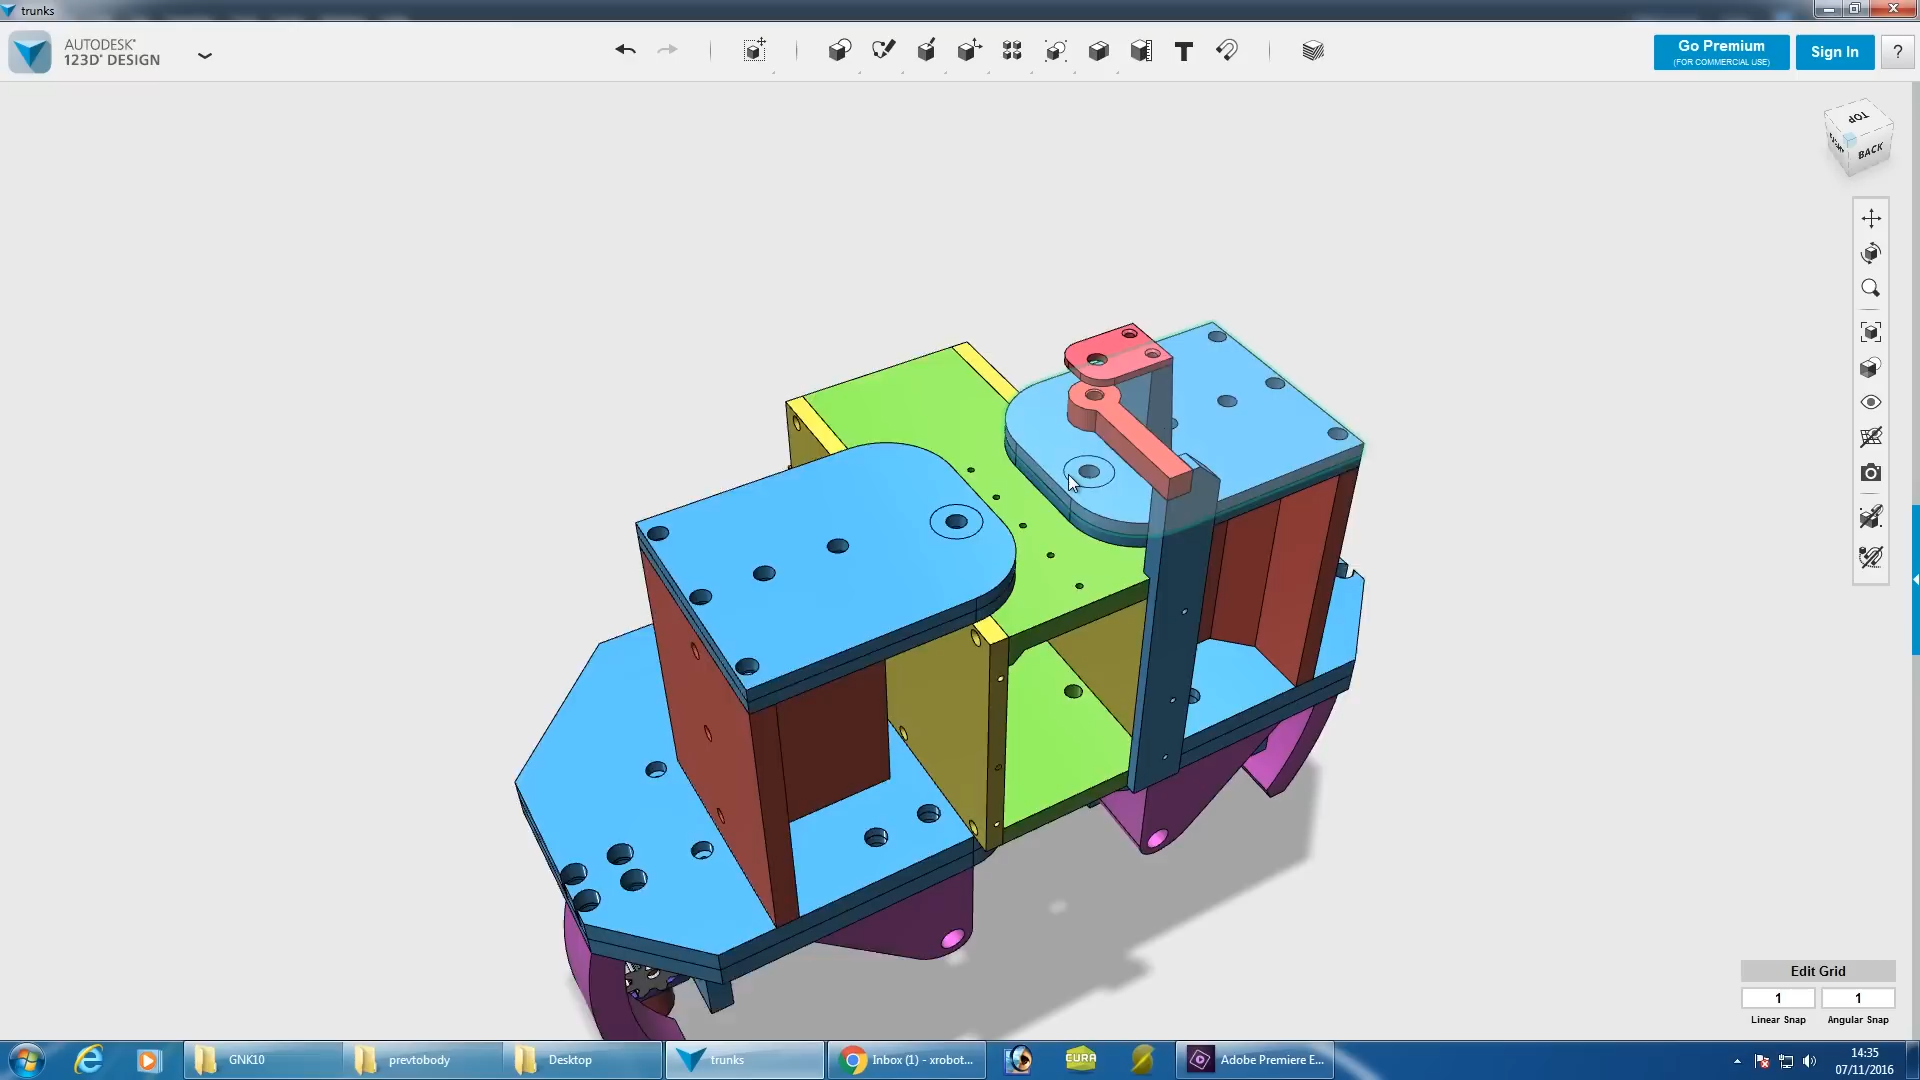 trunks
AUTODESK®
123D® DESIGN
Go Premium
(FOR COMMERCIAL USE)
Sign In
?
TOP
BACK
Edit Grid
1
1
Linear Snap
Angular Snap
GNK10
prevtobody
Desktop
trunks
Inbox (1) - xrobot...
CURA
Adobe Premiere E...
14:35
07/11/2016